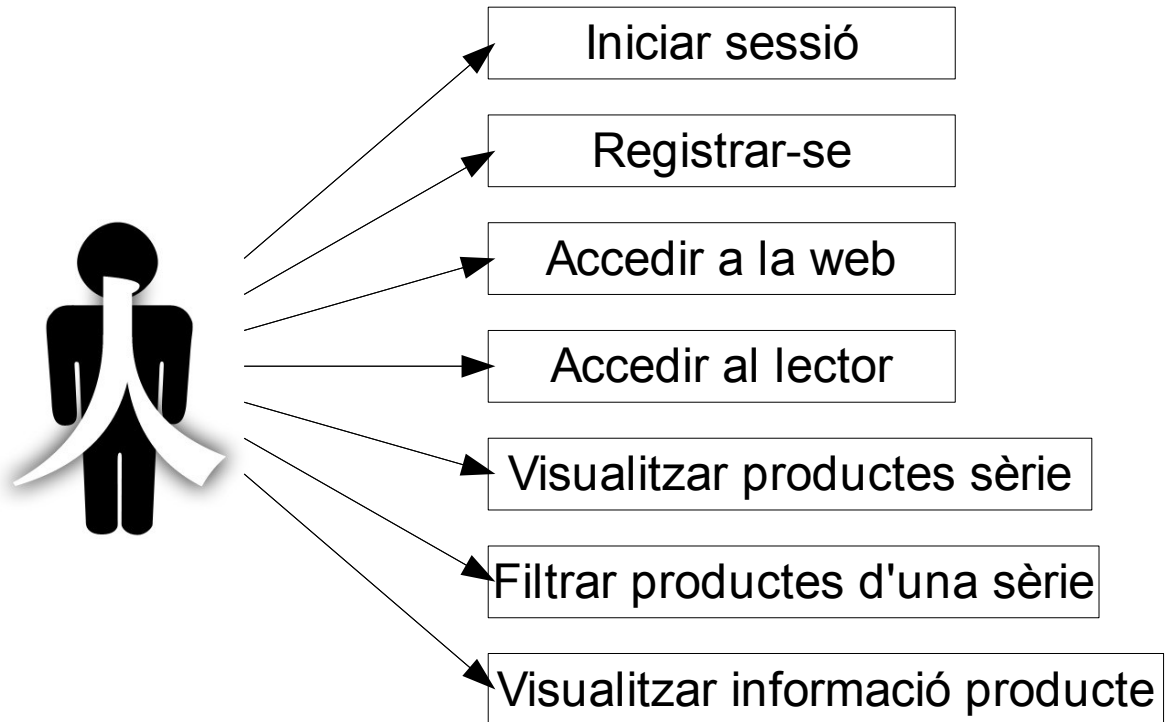 Iniciar sessió
Registrar-se
Accedir a la web
Accedir al lector
Visualitzar productes sèrie
Filtrar productes d'una sèrie
Visualitzar informació producte